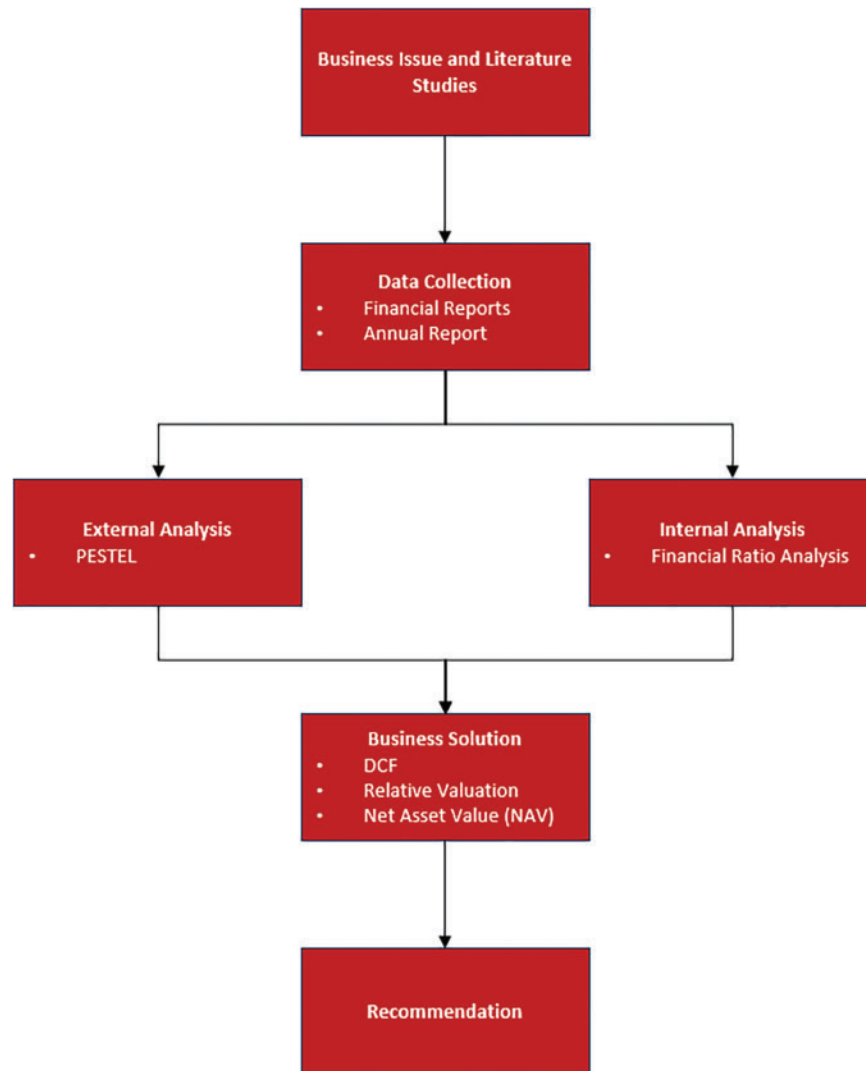 Business Issue and Literature
Studies
Data Collection
• Financial Reports
• Annual Report
External Analysis
• PESTEL
Internal Analysis
• Financial Ratio Analysis
Business Solution
• DCF
• Relative Valuation
• Net Asset Value (NAV)
Recommendation